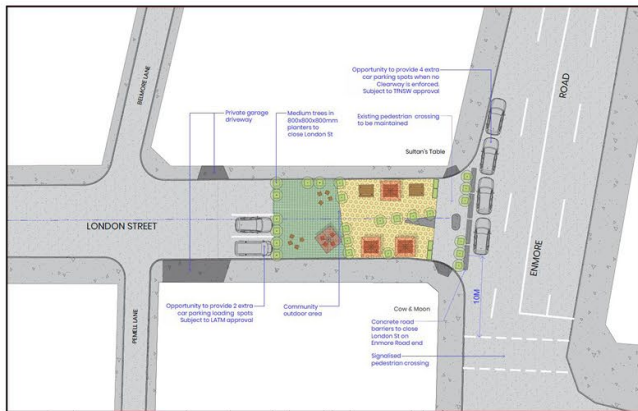 Opportunity to provide 4 extra
car parking spots when no
Clearway is enforced.
Subject to TfNSW approval
ROAD
BELMORE LANE
Private garage
driveway
Medium trees in
800x800x800mm
planters to
close London St
Existing pedestrian crossing
to be maintained
Sultan's Table
LONDON STREET
ENMORE
PEMELL LANE
Opportunity to provide 2 extra
car parking loading spots
Subject to LATM approval
Community
outdoor area
Cow & Moon
10M
Concrete road
barriers to close
London St on
Enmore Road end
Signalised
pedestrian crossing